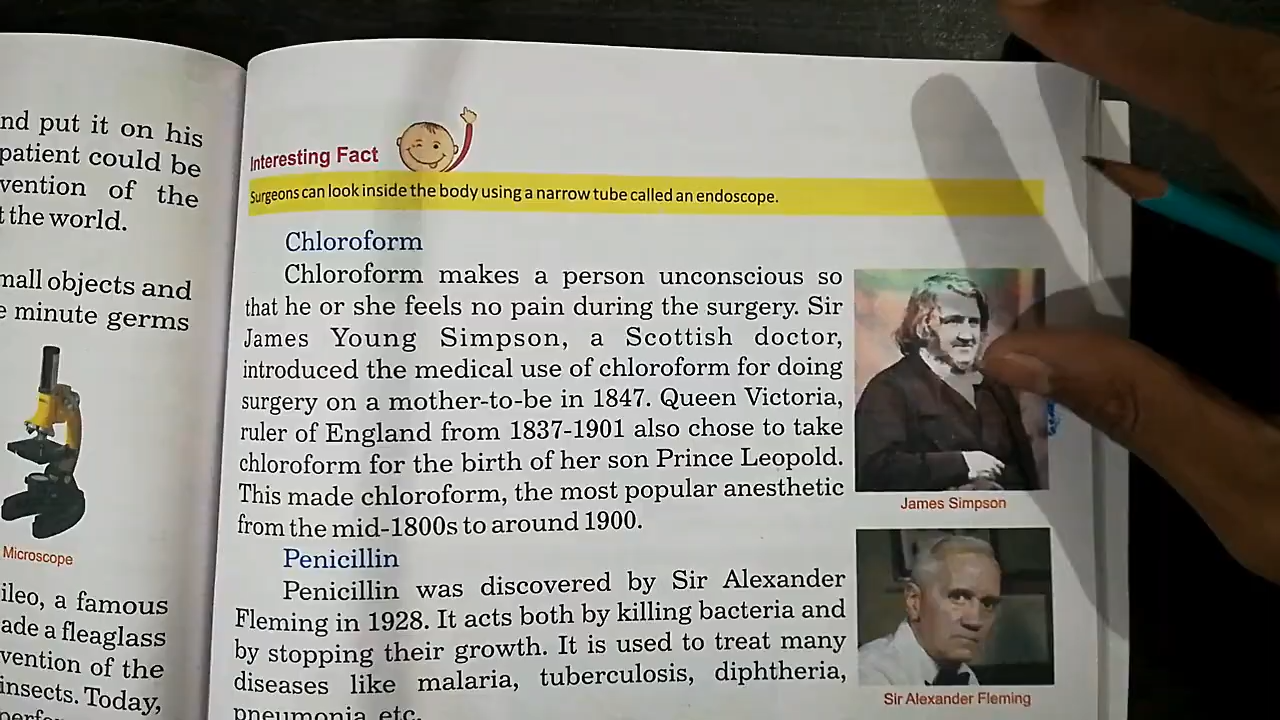 nd put it on his
patient could be
vention of the
t the world.
mall objects and
e minute germs
Microscope
ileo, a famous
ade a fleaglass
vention of the
insects. Today,
Interesting Fact
Surgeons can look inside the body using a narrow tube called an endoscope.
Chloroform
Chloroform makes a person unconscious so
that he or she feels no pain during the surgery. Sir
James Young Simpson, a Scottish doctor,
introduced the medical use of chloroform for doing
surgery on a mother-to-be in 1847. Queen Victoria,
ruler of England from 1837-1901 also chose to take
chloroform for the birth of her son Prince Leopold.
This made chloroform, the most popular anesthetic
from the mid-1800s to around 1900.
James Simpson
Penicillin
Penicillin was discovered by Sir Alexander
Fleming in 1928. It acts both by killing bacteria and
by stopping their growth. It is used to treat many
diseases like malaria, tuberculosis, diphtheria,
pneumonia etc.
Sir Alexander Fleming